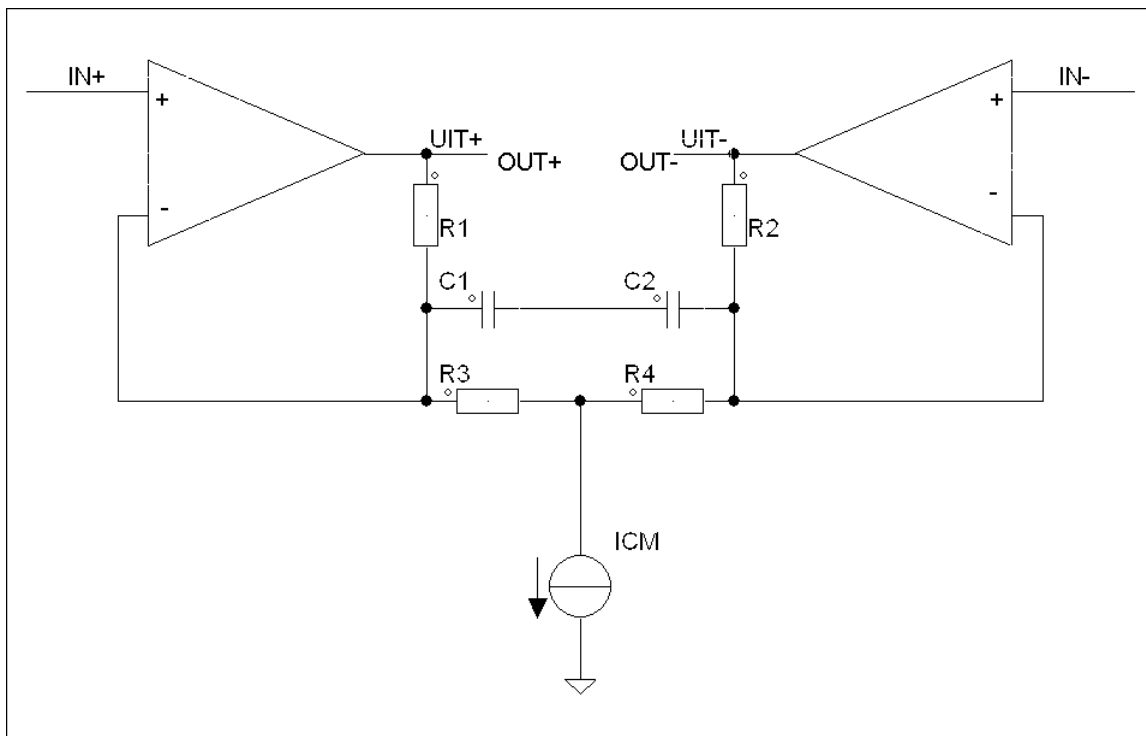 IN+
IN-
+
+
UIT+
UIT-
OUT+
OUT-
-
-
R1
R2
C1
C2
R3
R4
ICM